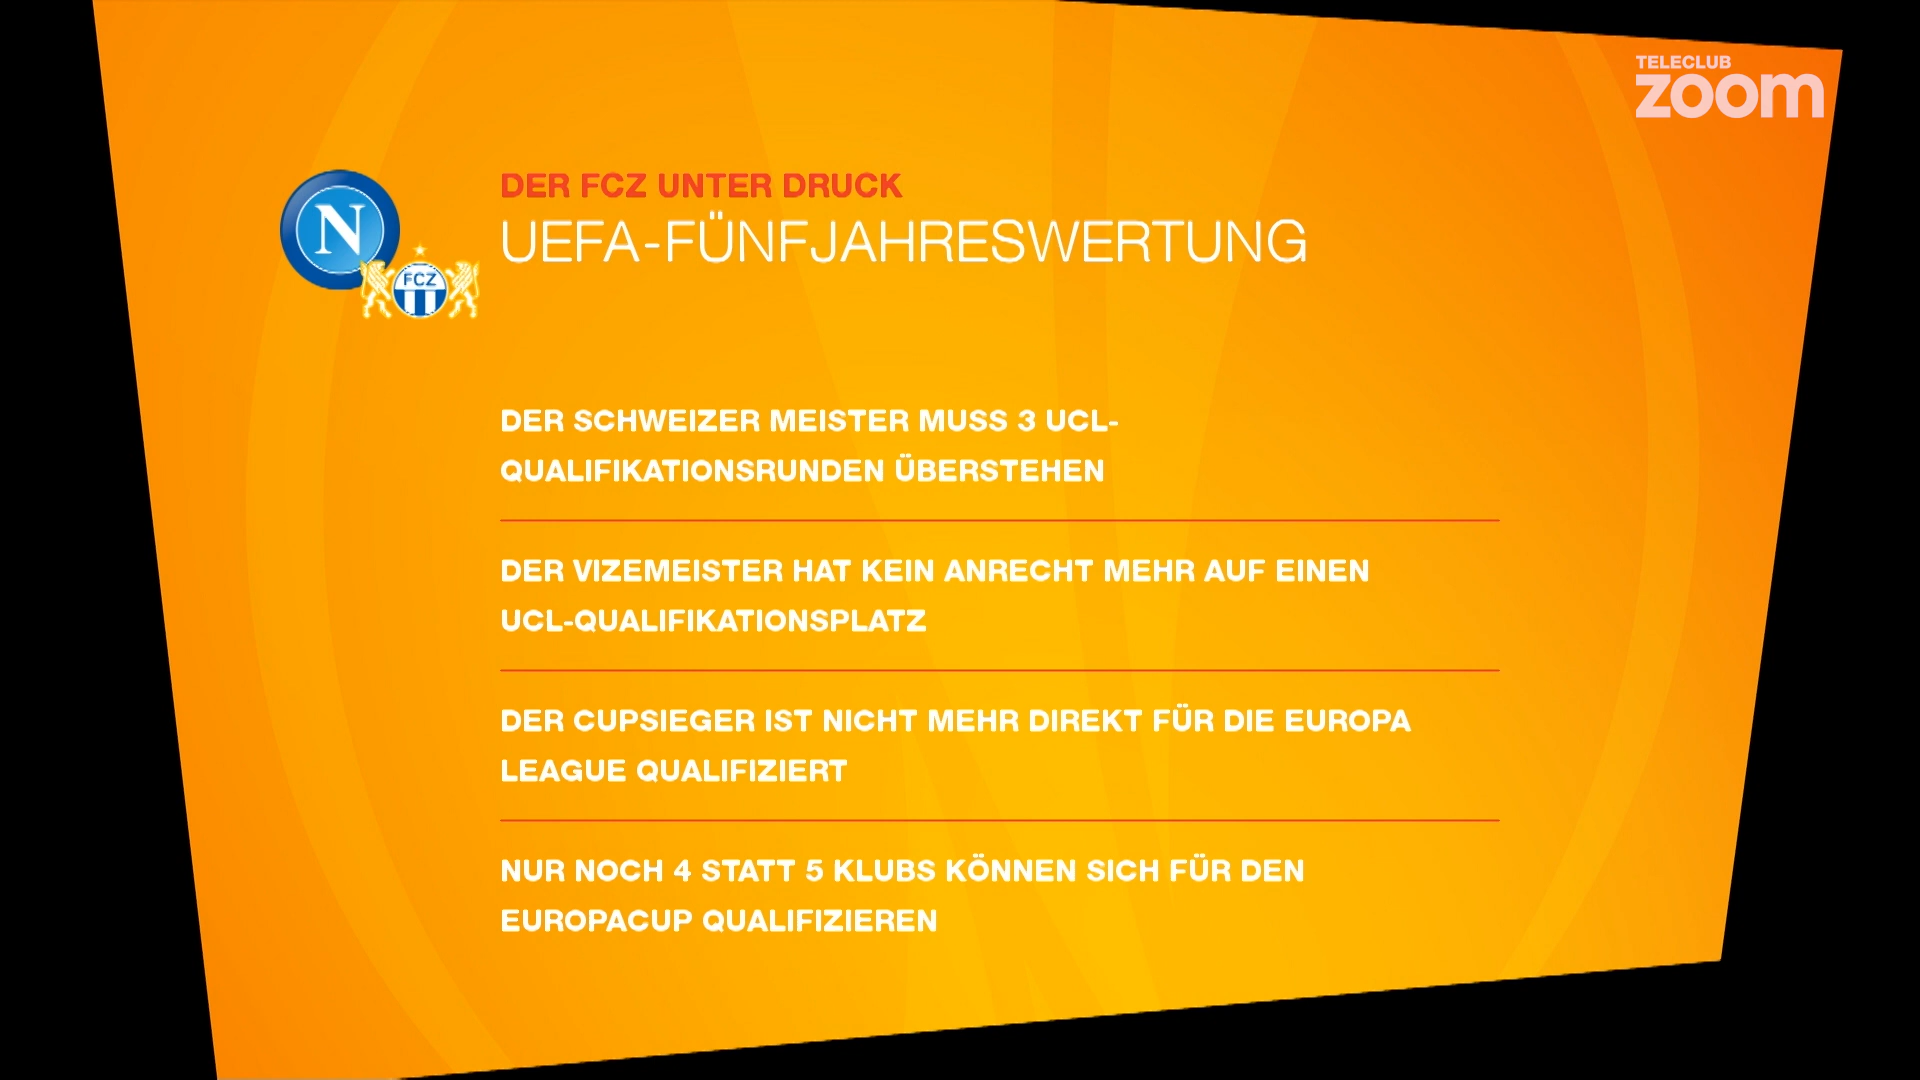 TELECLUB
zoom
DER FCZ UNTER DRUCK
UEFA-FÜNFJAHRESWERTUNG
N
FCZ
DER SCHWEIZER MEISTER MUSS 3 UCL-
QUALIFIKATIONSRUNDEN ÜBERSTEHEN
DER VIZEMEISTER HAT KEIN ANRECHT MEHR AUF EINEN
UCL-QUALIFIKATIONSPLATZ
DER CUPSIEGER IST NICHT MEHR DIREKT FÜR DIE EUROPA
LEAGUE QUALIFIZIERT
NUR NOCH 4 STATT 5 KLUBS KÖNNEN SICH FÜR DEN
EUROPACUP QUALIFIZIEREN